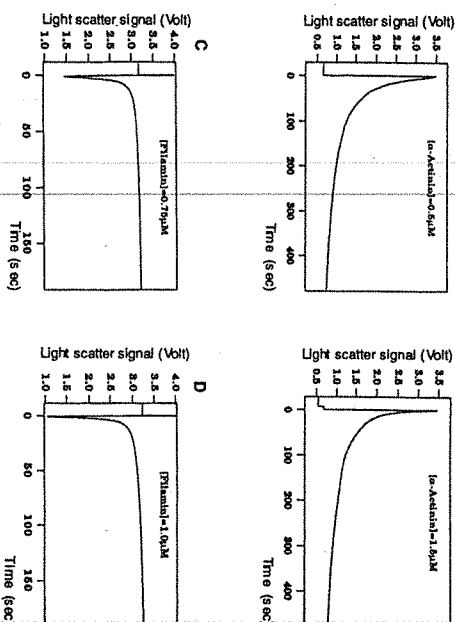 Light scatter signal (Volt)
0.5 1.0 1.5 2.0 2.5 3.0 3.5
[α-Actinin]=0.5μM
0 100 200 300 400
Time (sec)
Light scatter signal (Volt)
0.5 1.0 1.5 2.0 2.5 3.0 3.5
[α-Actinin]=1.5μM
0 100 200 300 400
Time (sec
C
Light scatter signal (Volt)
1.0 1.5 2.0 2.5 3.0 3.5 4.0
[Filamin]=0.75μM
0 50 100 150
Time (sec)
D
Light scatter signal (Volt)
1.0 1.5 2.0 2.5 3.0 3.5 4.0
[Filamin]=1.0μM
0 50 100 150
Time (sec